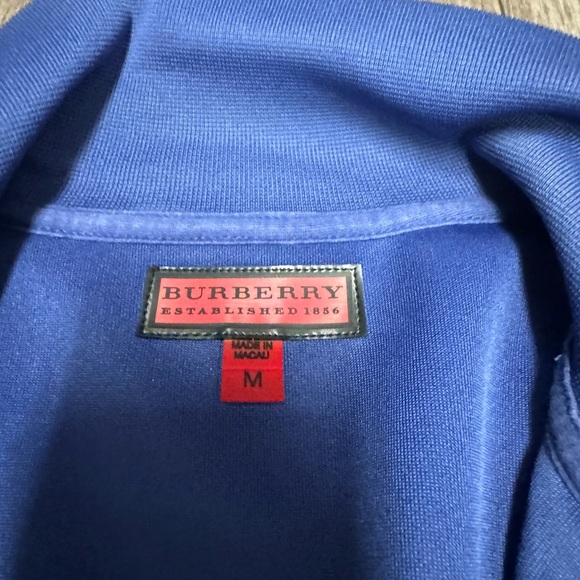 BURBERRY
ESTABLISHED 1856
MADE IN
MACAU
M